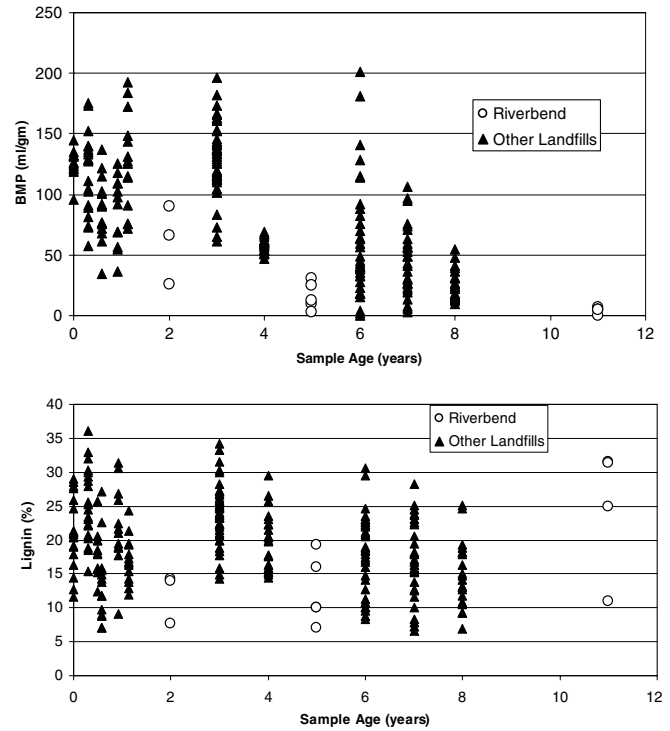 250
200
150
100
50
0
BMP (ml/gm)
Riverbend
Other Landfills
0 2 4 6 8 10 12
Sample Age (years)
40
35
30
25
20
15
10
5
0
Lignin (%)
Riverbend
Other Landfills
0 2 4 6 8 10 12
Sample Age (years)